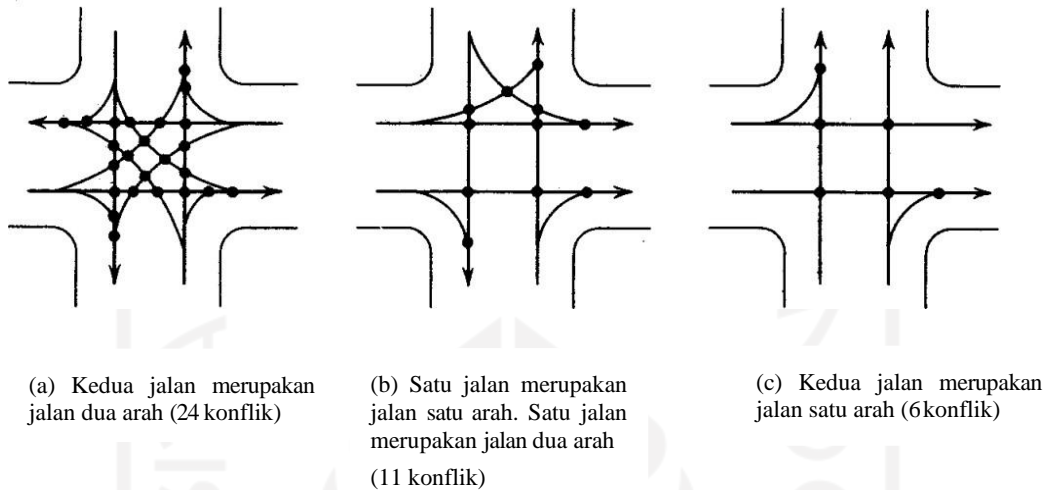 (a) Kedua jalan merupakan
jalan dua arah (24 konflik)
(b) Satu jalan merupakan
jalan satu arah. Satu jalan
merupakan jalan dua arah
(11 konflik)
(c) Kedua jalan merupakan
jalan satu arah (6 konflik)